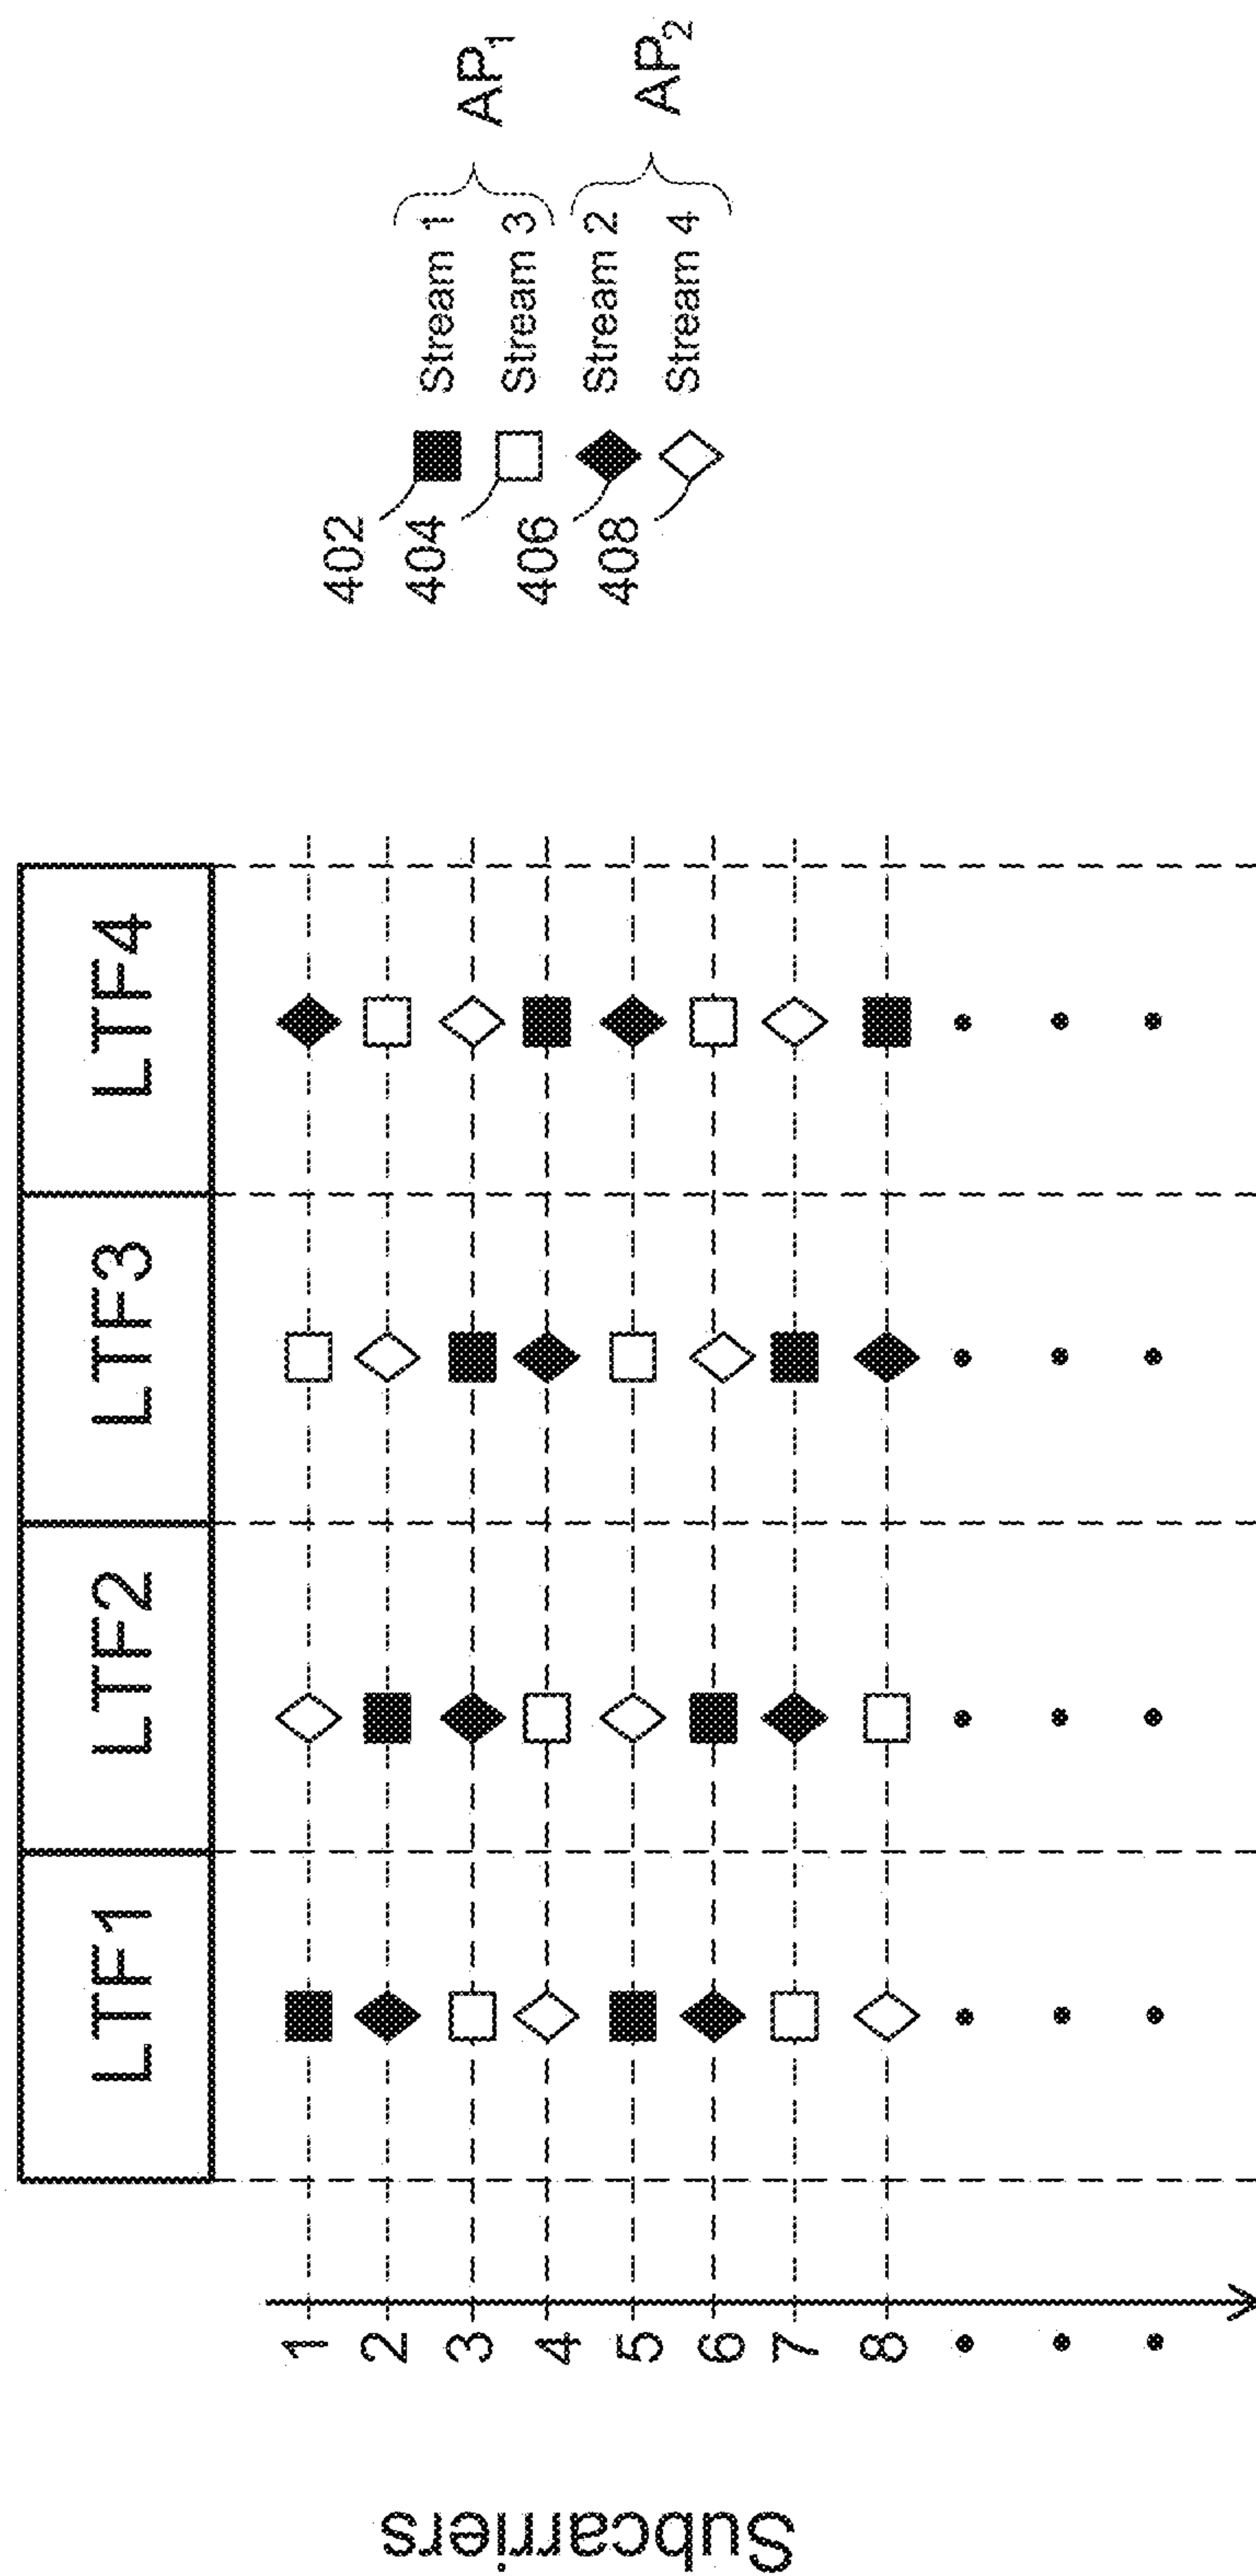 LTF1 LTF2 LTF3 LTF4
Subcarriers
1
2
3
4
5
6
7
8
402 Stream 1
404 Stream 3
AP1
406 Stream 2
408 Stream 4
AP2